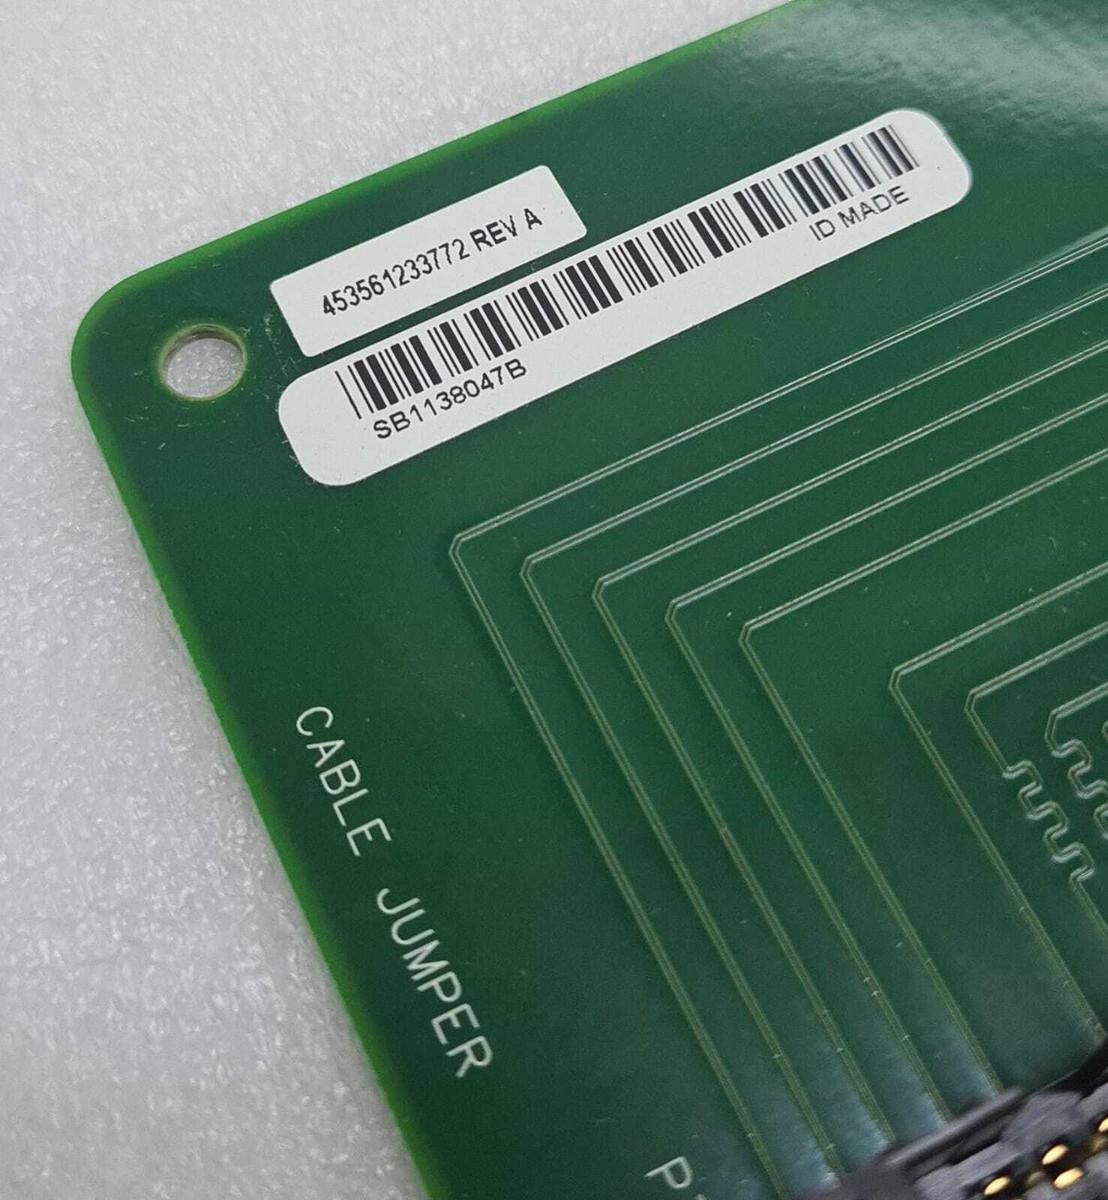 453561233772 REV A
ID MADE
SB1138047B
CABLE JUMPER